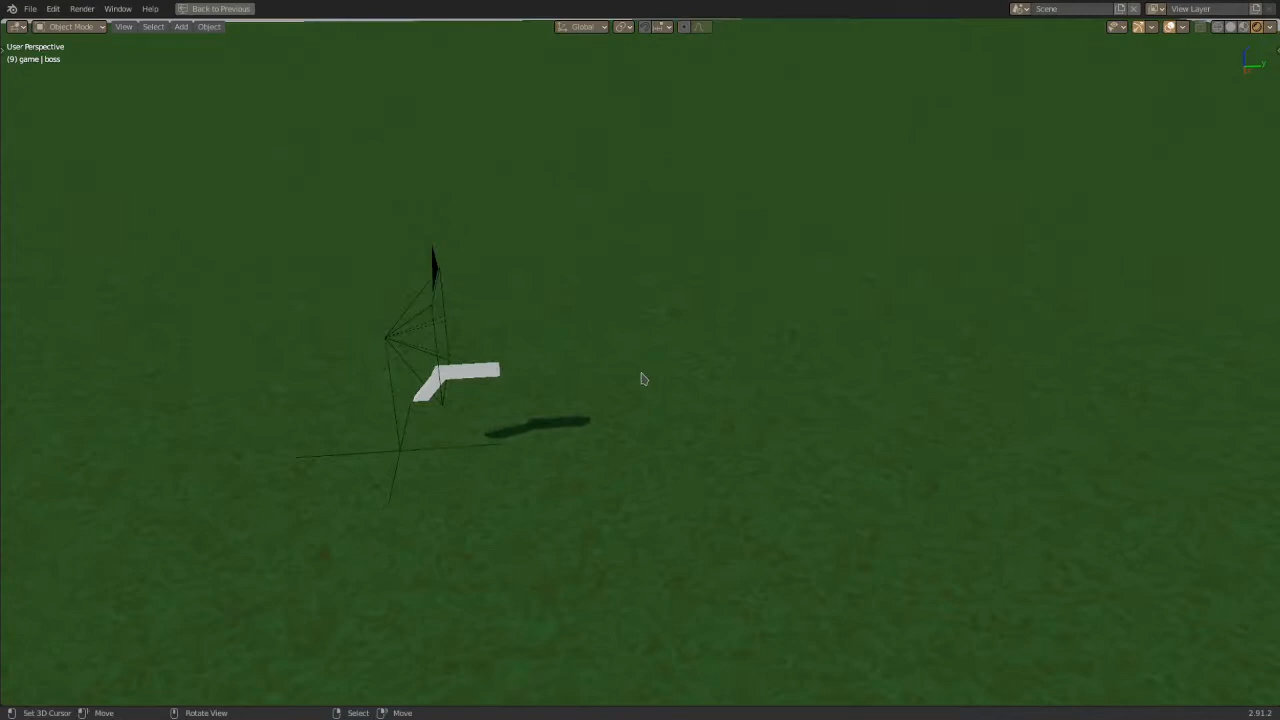 File Edit Render Window Help Back to Previous Scene View Layer
Object Mode View Select Add Object Global
User Perspective
(9) game | boss
Set 3D Cursor Move Rotate View Select Move 2.91.2